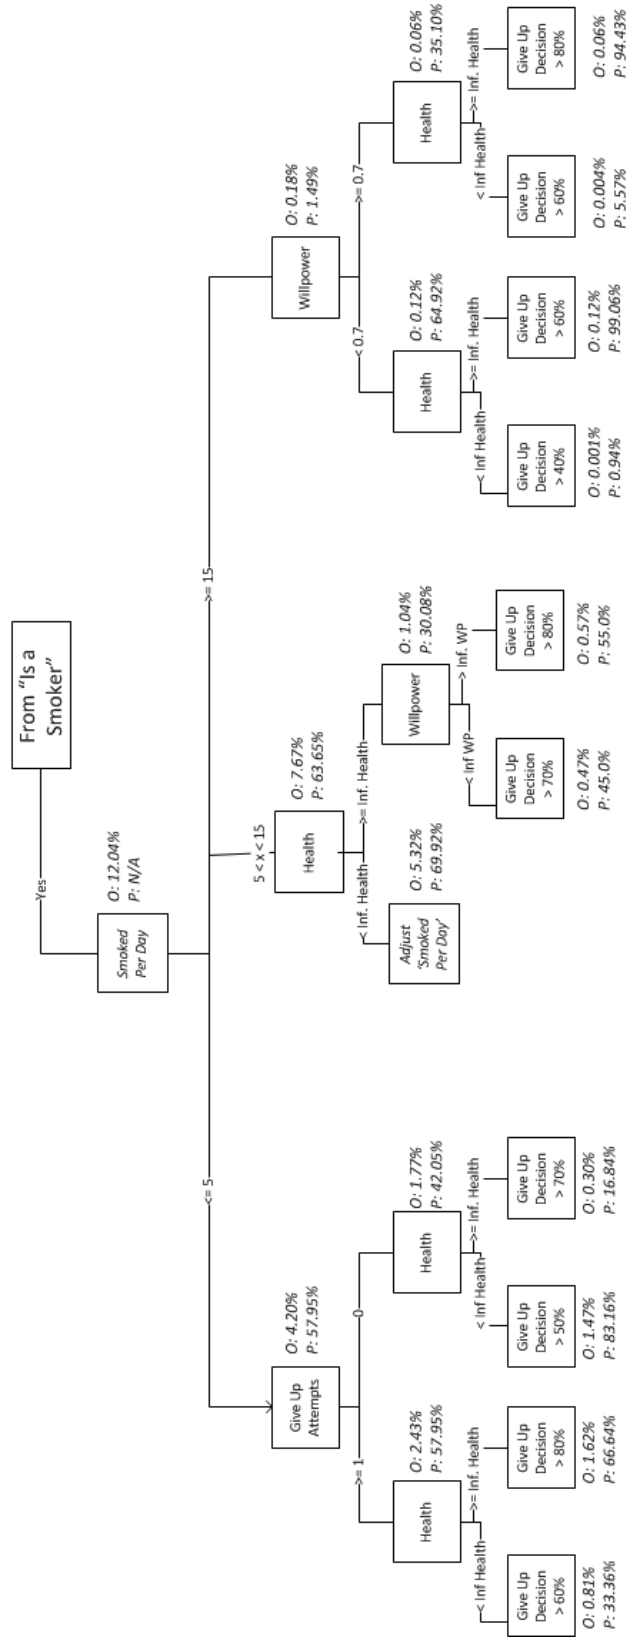 From "Is a
Smoker"
Yes
Smoked
Per Day
O: 12.04%
P: N/A
<= 5
5 < x < 15
>= 15
Give Up
Attempts
O: 4.20%
P: 57.95%
Health
O: 7.67%
P: 63.65%
Willpower
O: 0.18%
P: 1.49%
>= 1
0
< Inf. Health
>= Inf. Health
< 0.7
>= 0.7
Health
O: 2.43%
P: 57.95%
Health
O: 1.77%
P: 42.05%
Adjust
'Smoked
Per Day'
O: 5.32%
P: 69.92%
Willpower
O: 1.04%
P: 30.08%
Health
O: 0.12%
P: 64.92%
Health
O: 0.06%
P: 35.10%
< Inf Health
>= Inf. Health
< Inf Health
>= Inf. Health
< Inf WP
> Inf. WP
< Inf Health
>= Inf. Health
< Inf Health
>= Inf. Health
Give Up
Decision
> 60%
O: 0.81%
P: 33.36%
Give Up
Decision
> 80%
O: 1.62%
P: 66.64%
Give Up
Decision
> 50%
O: 1.47%
P: 83.16%
Give Up
Decision
> 70%
O: 0.30%
P: 16.84%
Give Up
Decision
> 70%
O: 0.47%
P: 45.0%
Give Up
Decision
> 80%
O: 0.57%
P: 55.0%
Give Up
Decision
> 40%
O: 0.001%
P: 0.94%
Give Up
Decision
> 60%
O: 0.12%
P: 99.06%
Give Up
Decision
> 60%
O: 0.004%
P: 5.57%
Give Up
Decision
> 80%
O: 0.06%
P: 94.43%